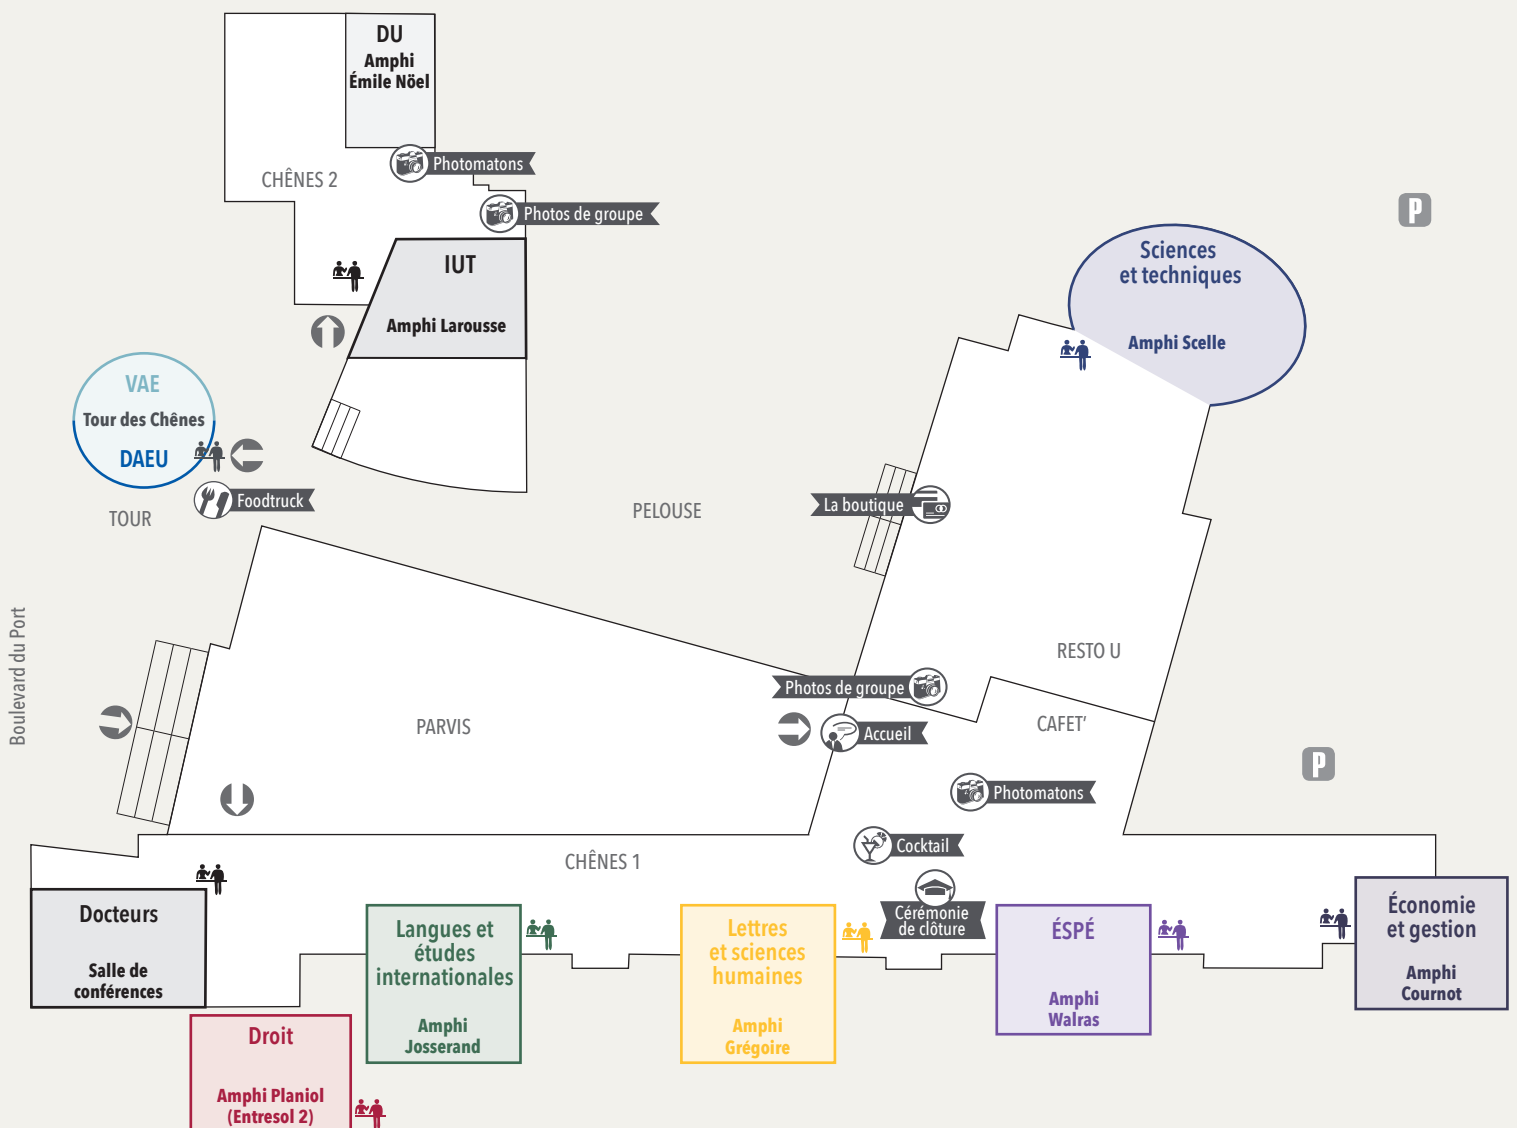 DU
Amphi
Émile Nöel
Photomatons
CHÊNES 2
Photos de groupe
P
IUT
Amphi Larousse
Sciences
et techniques
Amphi Scelle
VAE
Tour des Chênes
DAEU
Foodtruck
TOUR
PELOUSE
La boutique
Boulevard du Port
RESTO U
Photos de groupe
PARVIS
Accueil
CAFET’
P
Photomatons
CHÊNES 1
Cocktail
Cérémonie
de clôture
Docteurs
Salle de
conférences
Langues et
études
internationales
Amphi
Josserand
Lettres
et sciences
humaines
Amphi
Grégoire
ÉSPÉ
Amphi
Walras
Économie
et gestion
Amphi
Cournot
Droit
Amphi Planiol
(Entresol 2)